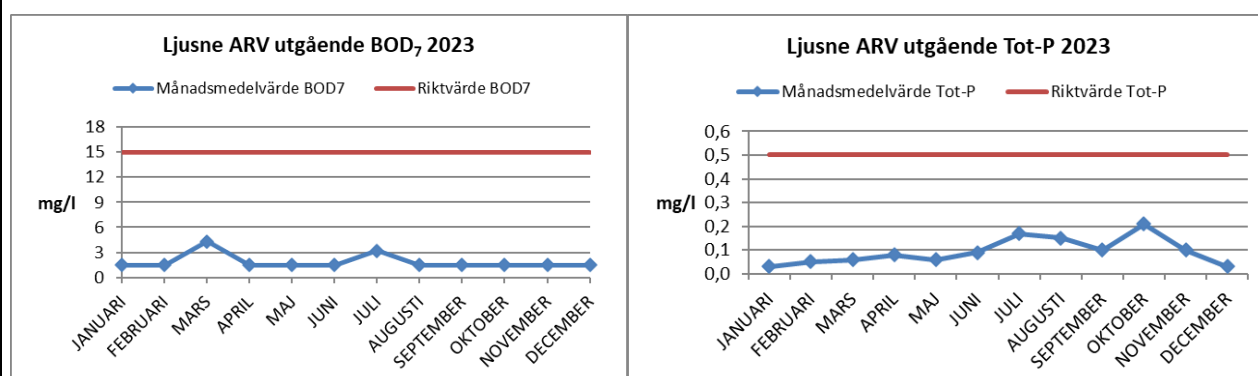 Ljusne ARV utgående BOD₇ 2023
Månadsmedelvärde BOD7 Riktvärde BOD7
18
15
12
9
mg/l
6
3
0
JANUARI
FEBRUARI
MARS
APRIL
MAJ
JUNI
JULI
AUGUSTI
SEPTEMBER
OKTOBER
NOVEMBER
DECEMBER
Ljusne ARV utgående Tot-P 2023
Månadsmedelvärde Tot-P Riktvärde Tot-P
0,6
0,5
0,4
mg/l 0,3
0,2
0,1
0,0
JANUARI
FEBRUARI
MARS
APRIL
MAJ
JUNI
JULI
AUGUSTI
SEPTEMBER
OKTOBER
NOVEMBER
DECEMBER